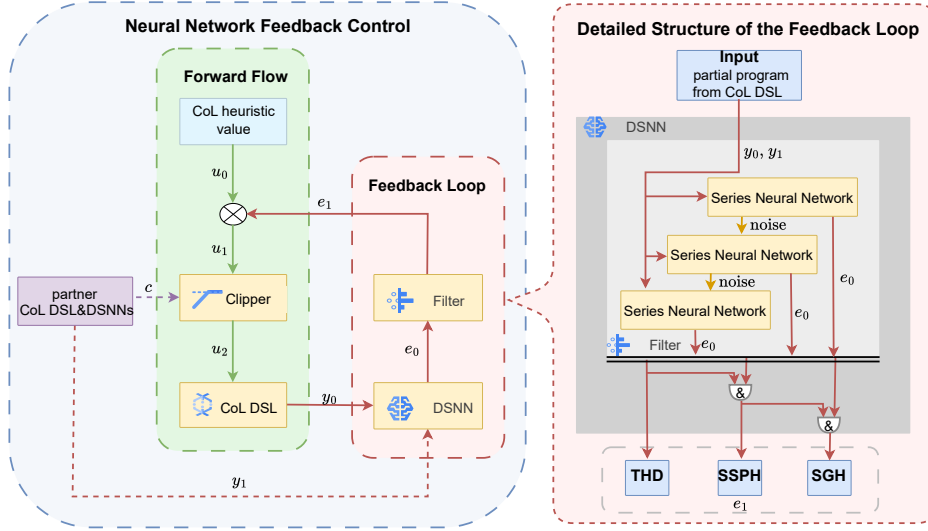 Neural Network Feedback Control
Forward Flow
CoL heuristic
value
u0
e1
u1
partner
CoL DSL&DSNNs
c
Clipper
u2
CoL DSL
y0
y1
Feedback Loop
Filter
e0
DSNN
Detailed Structure of the Feedback Loop
Input
partial program
from CoL DSL
DSNN
y0, y1
Series Neural Network
noise
Series Neural Network
noise
Series Neural Network
e0
e0
e0
Filter
&
&
THD
SSPH
SGH
e1